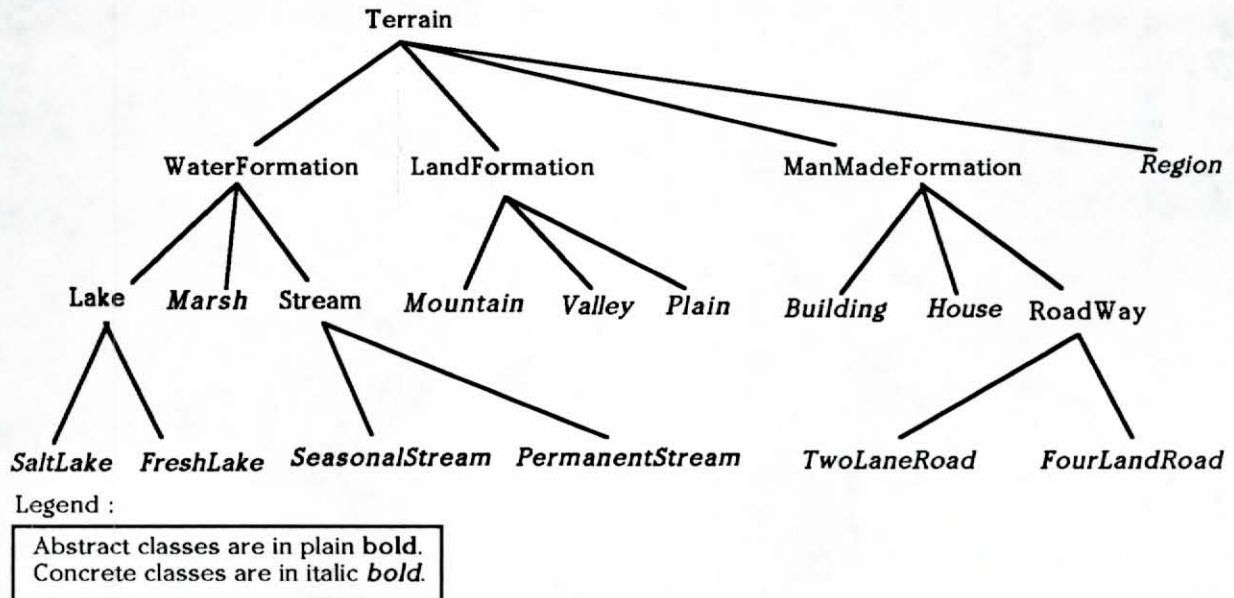 Terrain
WaterFormation LandFormation ManMadeFormation Region
Lake Marsh Stream Mountain Valley Plain Building House RoadWay
SaltLake FreshLake SeasonalStream PermanentStream TwoLaneRoad FourLandRoad
Legend :
Abstract classes are in plain bold.
Concrete classes are in italic bold.